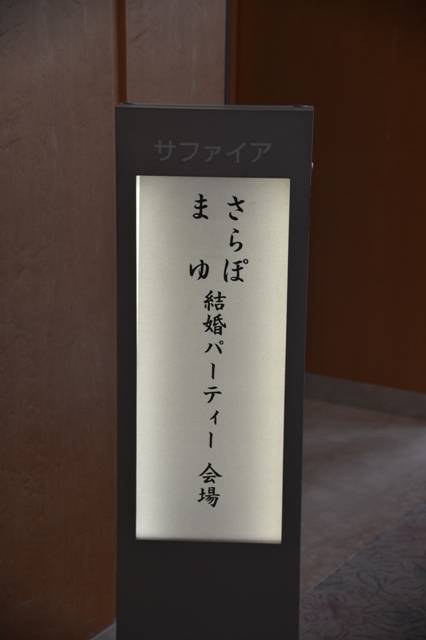 サファイア
さらぽ
まゆ
結婚パーティー 会場